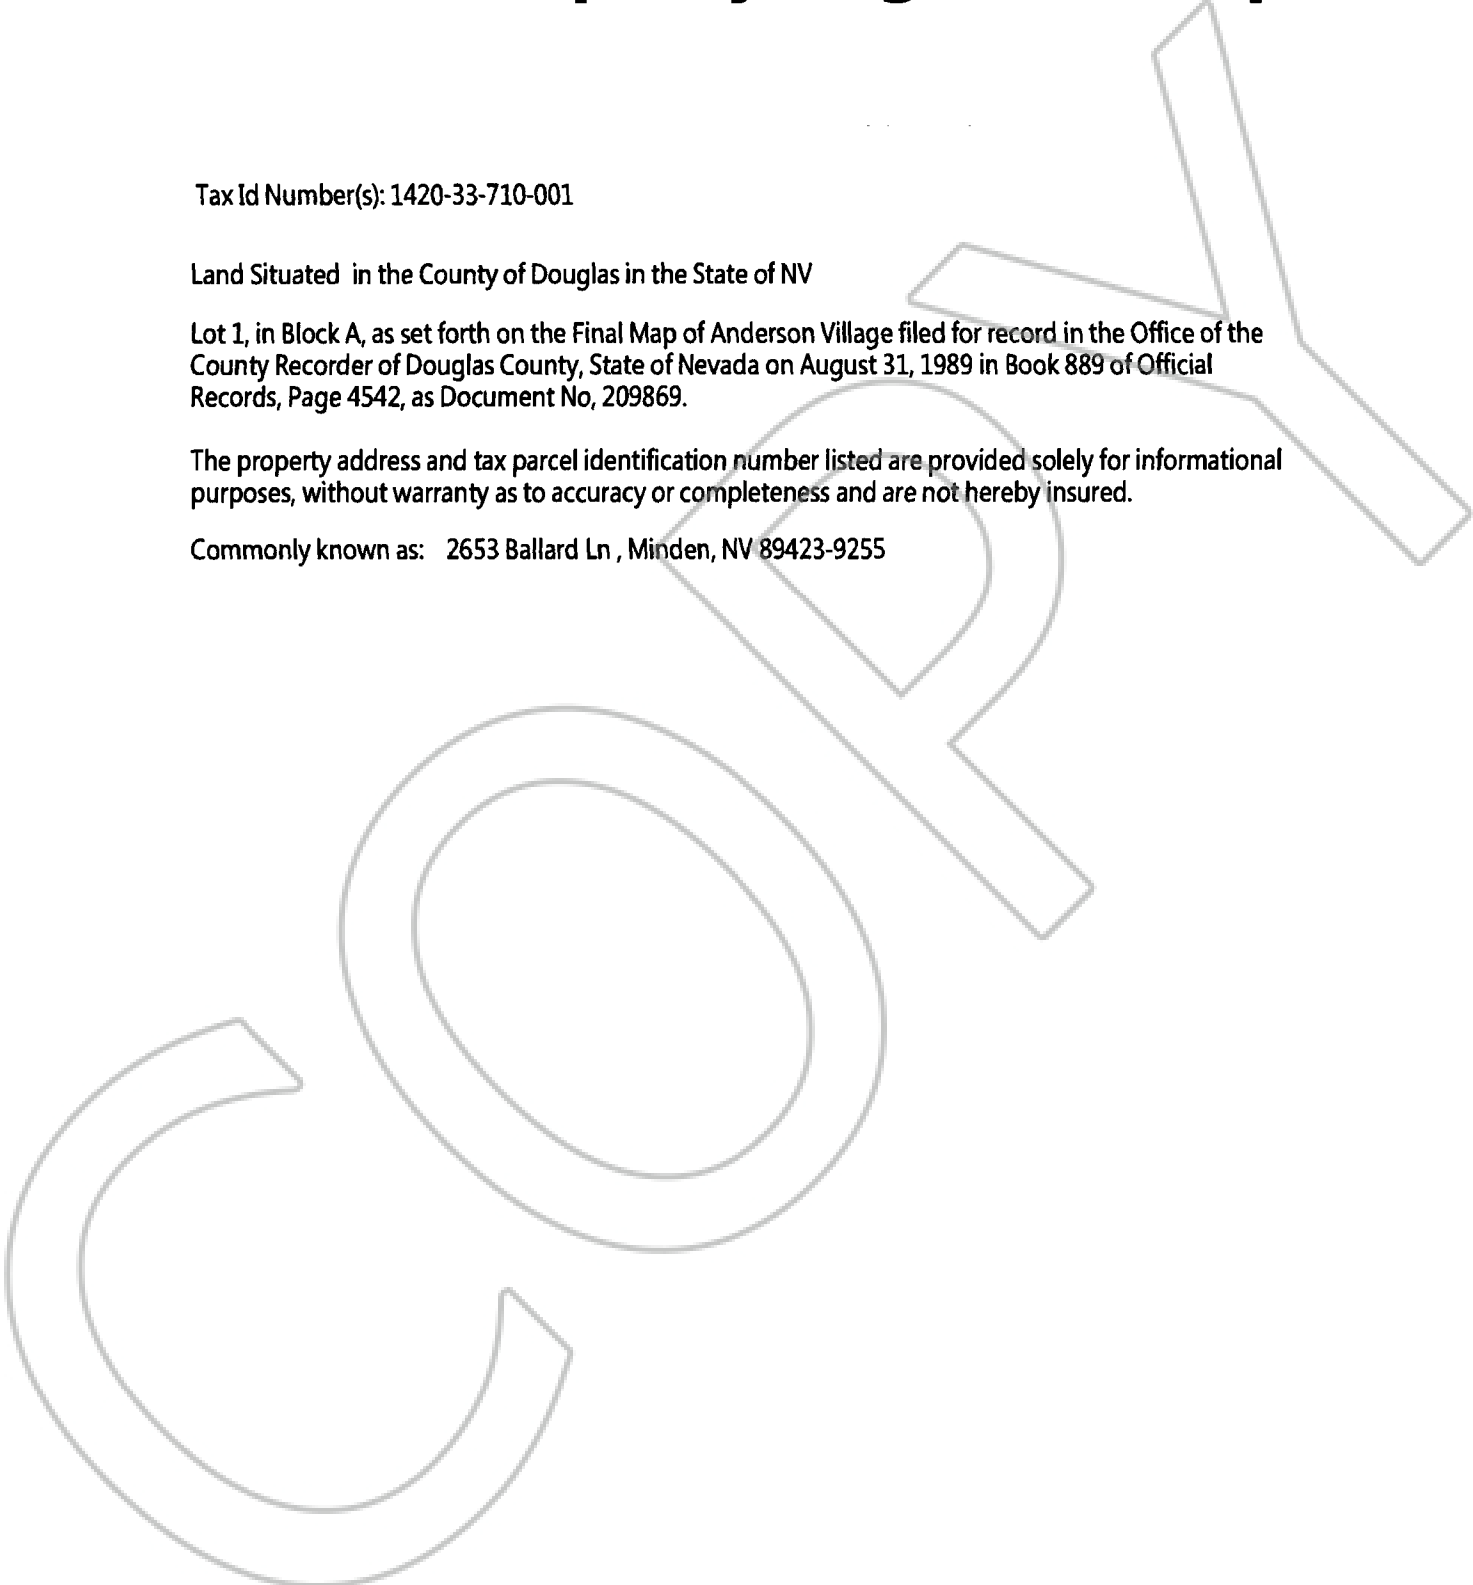 Tax Id Number(s): 1420-33-710-001
Land Situated in the County of Douglas in the State of NV
Lot 1, in Block A, as set forth on the Final Map of Anderson Village filed for record in the Office of the
County Recorder of Douglas County, State of Nevada on August 31, 1989 in Book 889 of Official
Records, Page 4542, as Document No, 209869.
The property address and tax parcel identification number listed are provided solely for informational
purposes, without warranty as to accuracy or completeness and are not hereby insured.
Commonly known as: 2653 Ballard Ln , Minden, NV 89423-9255
COPY